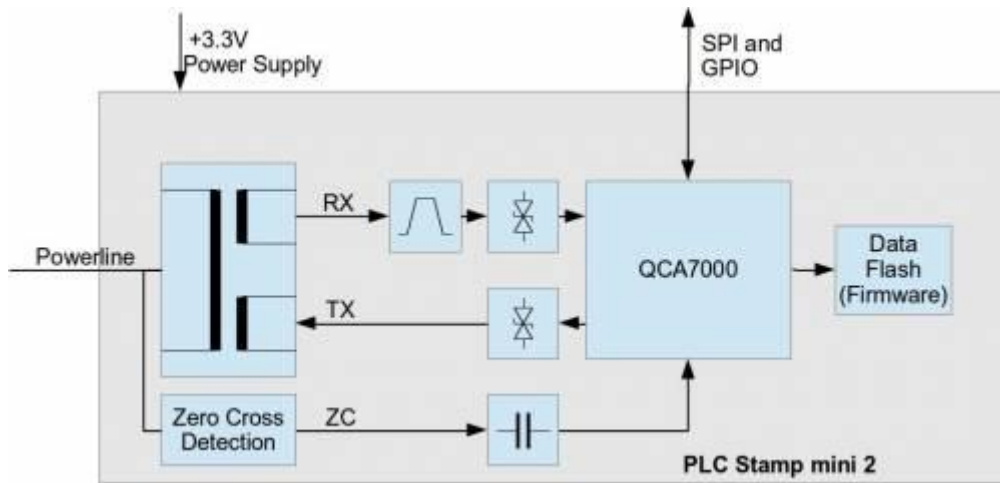 +3.3V
Power Supply
SPI and
GPIO
RX
Powerline
QCA7000
Data
Flash
(Firmware)
TX
Zero Cross
Detection
ZC
PLC Stamp mini 2